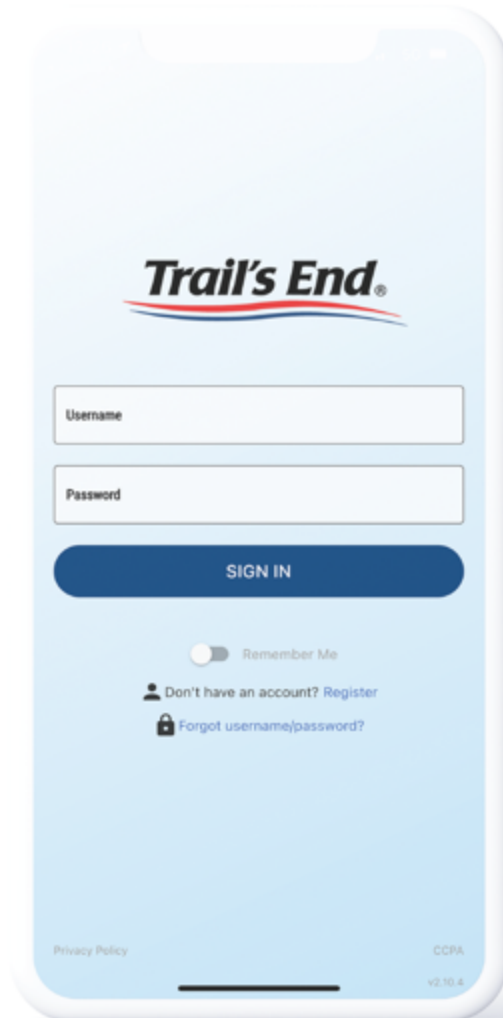 Trail's End®
Username
Password
SIGN IN
Remember Me
Don't have an account? Register
Forgot username/password?
Privacy Policy
CCPA
v2.10.4